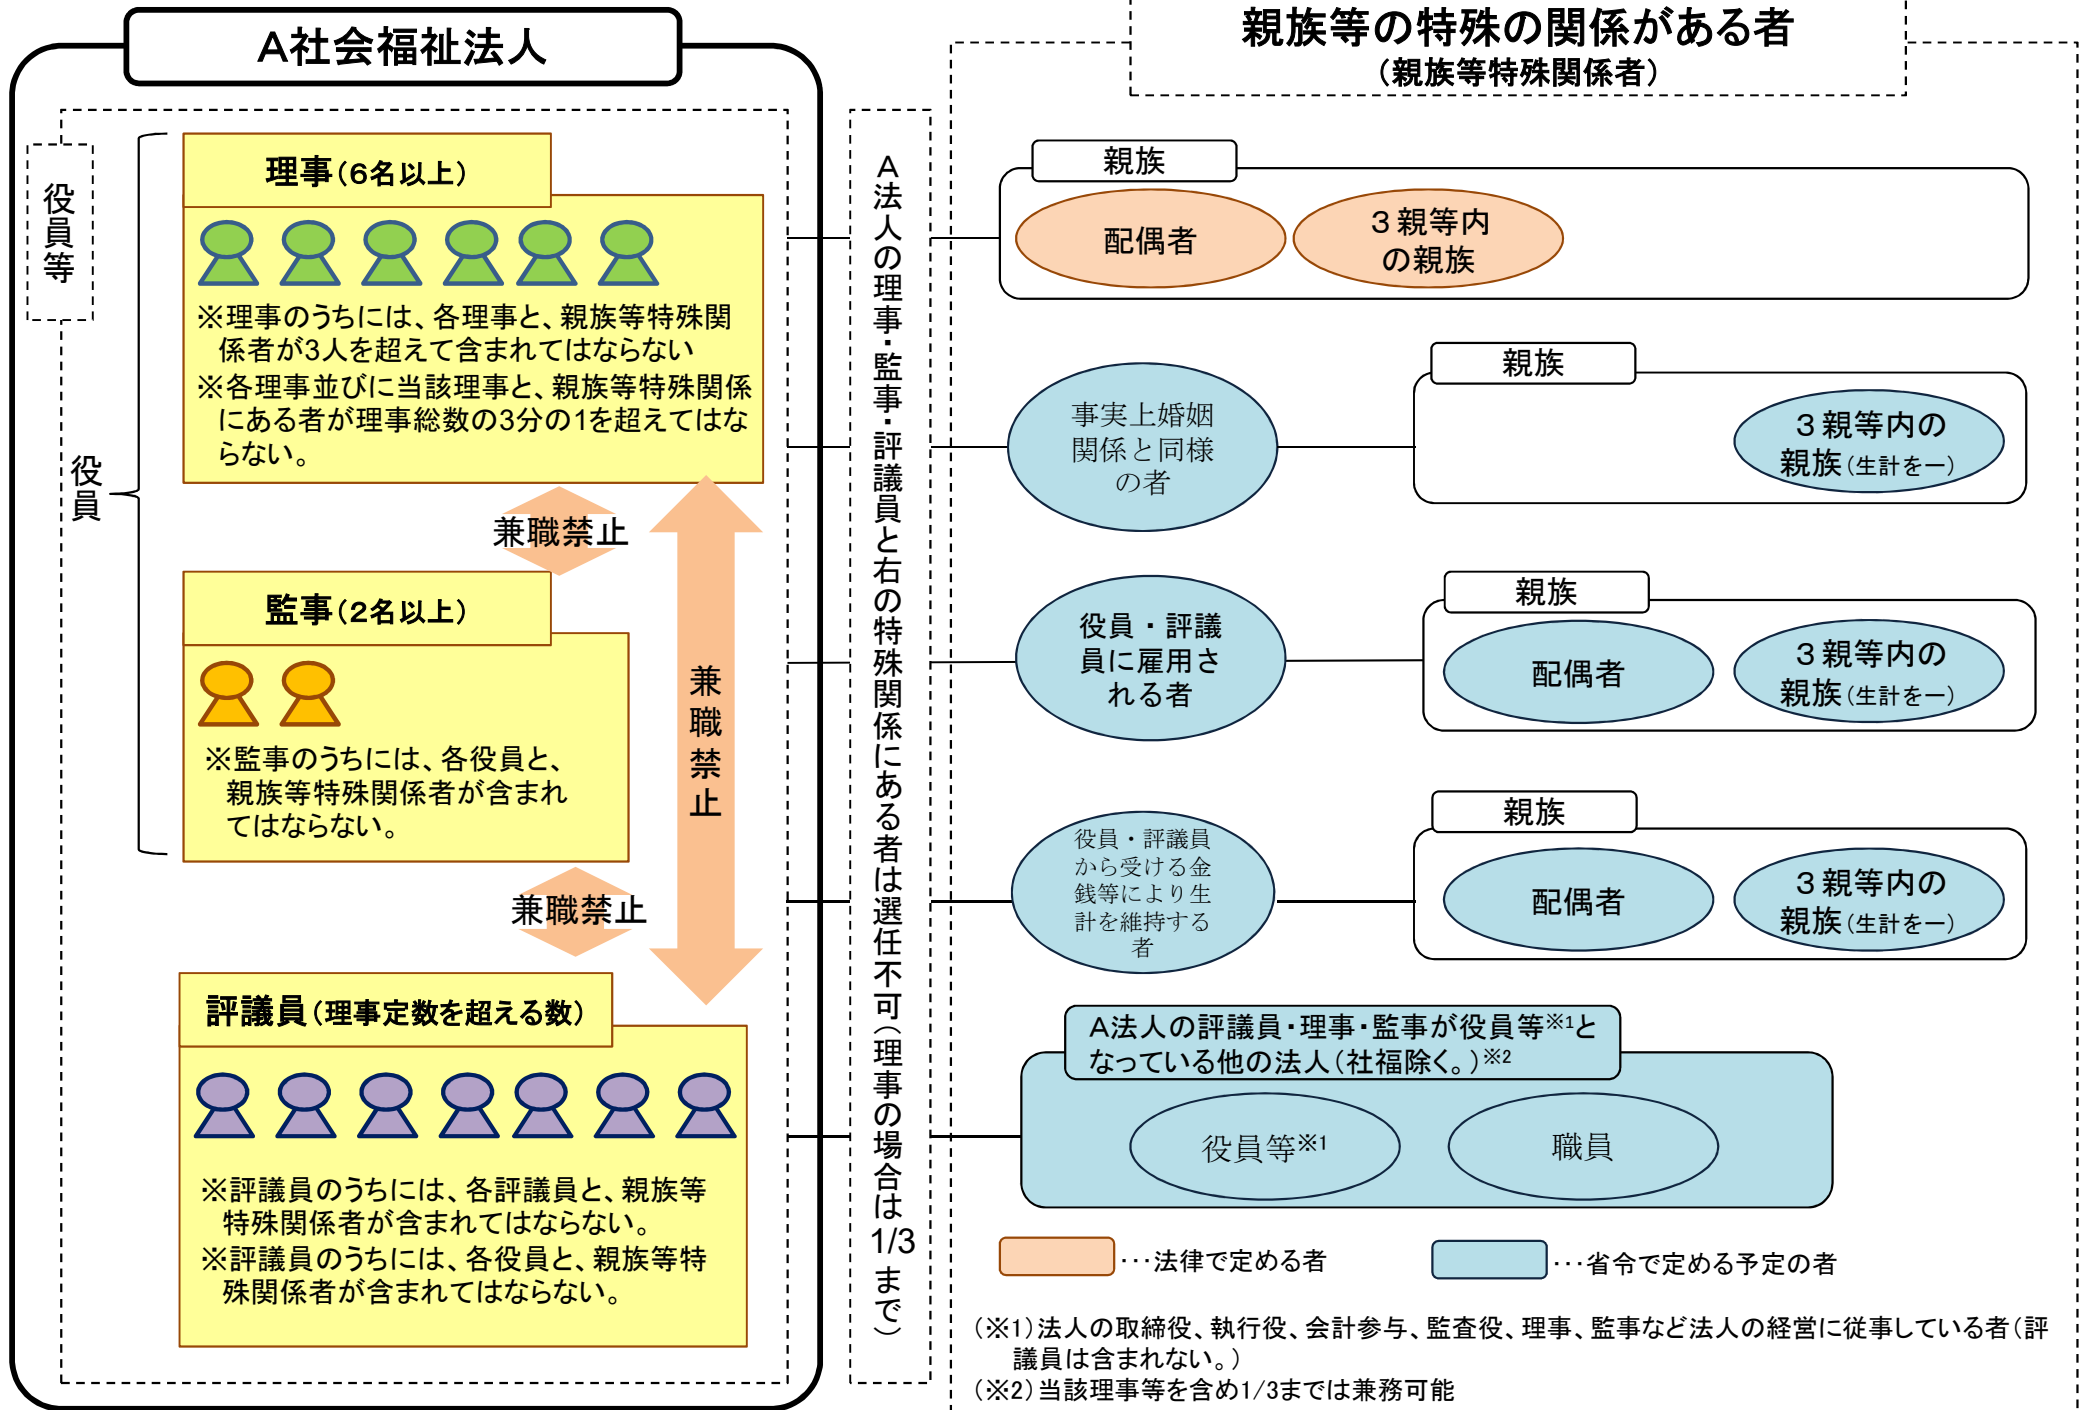 A社会福祉法人
役員等
役員
理事(6名以上)
※理事のうちには、各理事と、親族等特殊関
係者が3人を超えて含まれてはならない
※各理事並びに当該理事と、親族等特殊関係
にある者が理事総数の3分の1を超えてはな
らない。
兼職禁止
監事(2名以上)
※監事のうちには、各役員と、
親族等特殊関係者が含まれ
てはならない。
兼職禁止
兼職禁止
評議員(理事定数を超える数)
※評議員のうちには、各評議員と、親族等
特殊関係者が含まれてはならない。
※評議員のうちには、各役員と、親族等特
殊関係者が含まれてはならない。
A法人の理事・監事・評議員と右の特殊関係にある者は選任不可(理事の場合は1/3まで)
親族等の特殊の関係がある者
(親族等特殊関係者)
親族
配偶者
3親等内
の親族
事実上婚姻
関係と同様
の者
親族
3親等内の
親族(生計を一)
役員・評議
員に雇用さ
れる者
親族
配偶者
3親等内の
親族(生計を一)
役員・評議員
から受ける金
銭等により生
計を維持する
者
親族
配偶者
3親等内の
親族(生計を一)
A法人の評議員・理事・監事が役員等※1と
なっている他の法人(社福除く。)※2
役員等※1
職員
…法律で定める者
…省令で定める予定の者
(※1)法人の取締役、執行役、会計参与、監査役、理事、監事など法人の経営に従事している者(評
議員は含まれない。)
(※2)当該理事等を含め1/3までは兼務可能